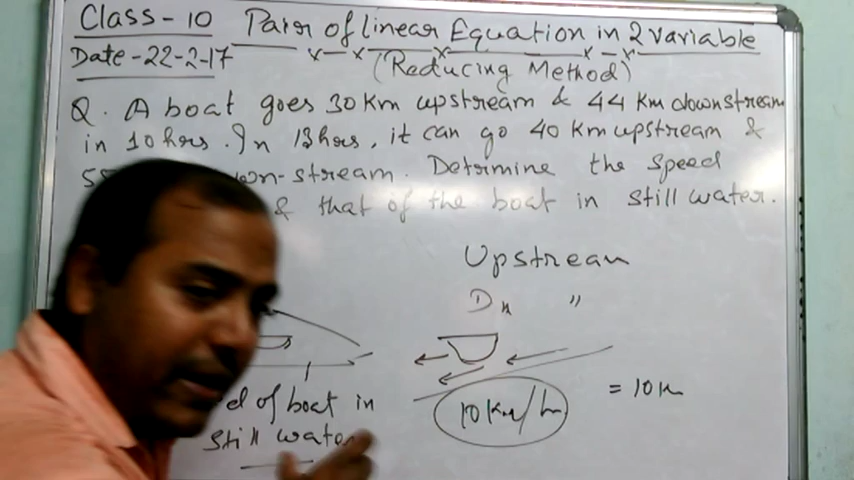 Class - 10 Pair of linear Equation in 2 variable
Date - 22-2-17 (Reducing Method)
Q. A boat goes 30 Km upstream & 44 Km downstream
in 10 hrs. In 13 hrs, it can go 40 Km upstream &
-stream. Determine the speed
& that of the boat in still water.
Upstream
Dn "
of boat in
still water
10 Km/h
= 10 Km